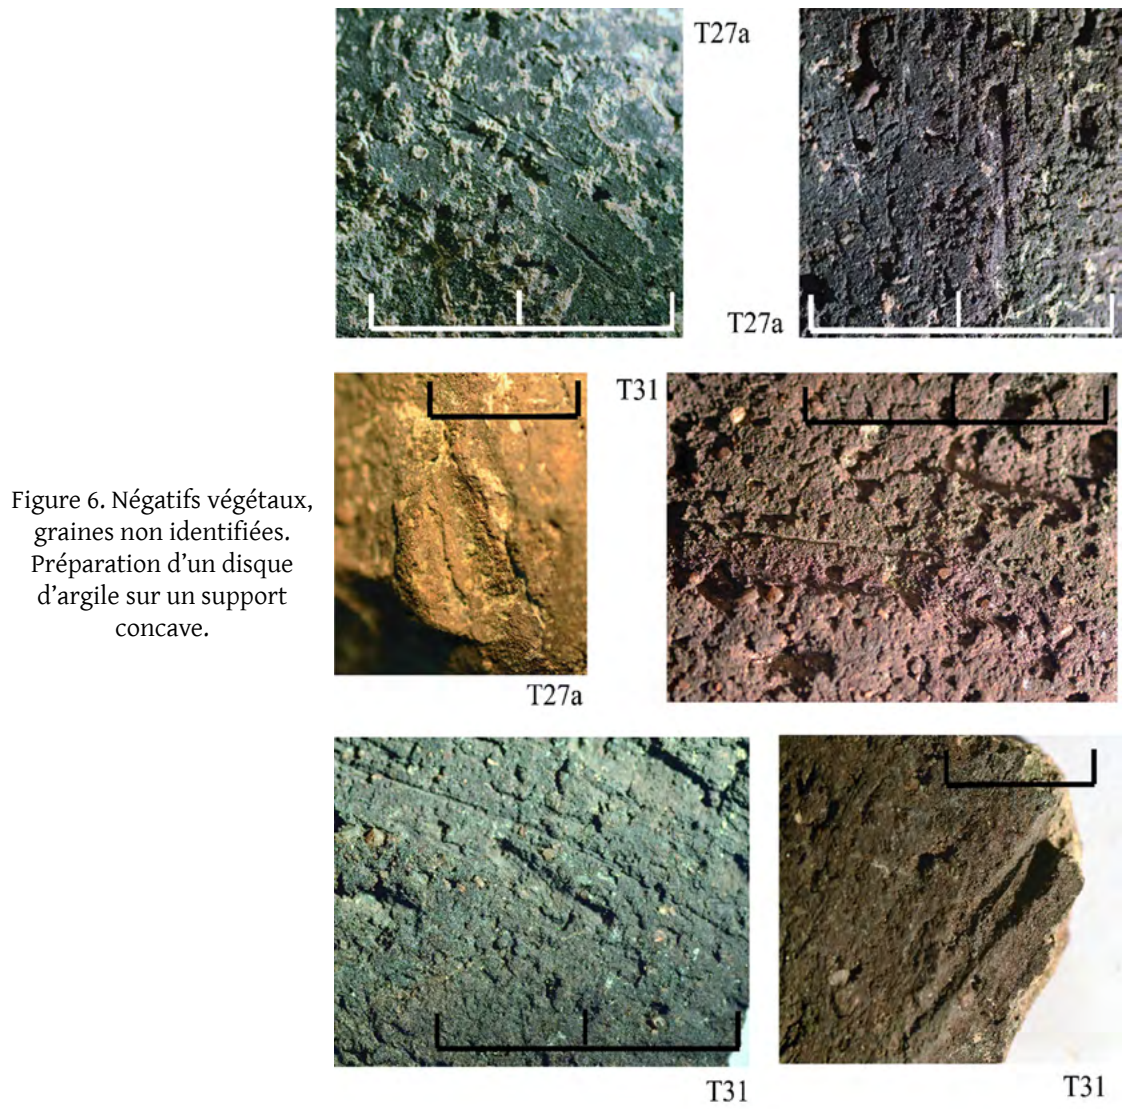 T27a
T27a
T31
Figure 6. Négatifs végétaux,
graines non identifiées.
Préparation d'un disque
d'argile sur un support
concave.
T27a
T31
T31